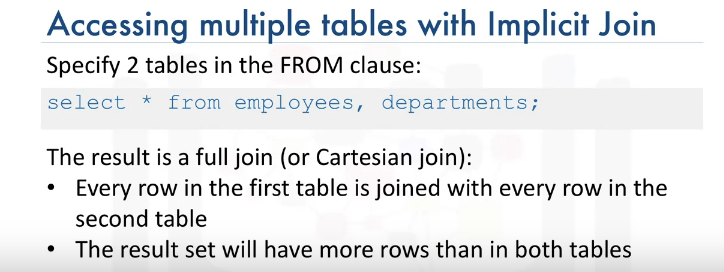 Accessing multiple tables with Implicit Join
Specify 2 tables in the FROM clause:
select * from employees, departments;
The result is a full join (or Cartesian join):
• Every row in the first table is joined with every row in the
second table
• The result set will have more rows than in both tables